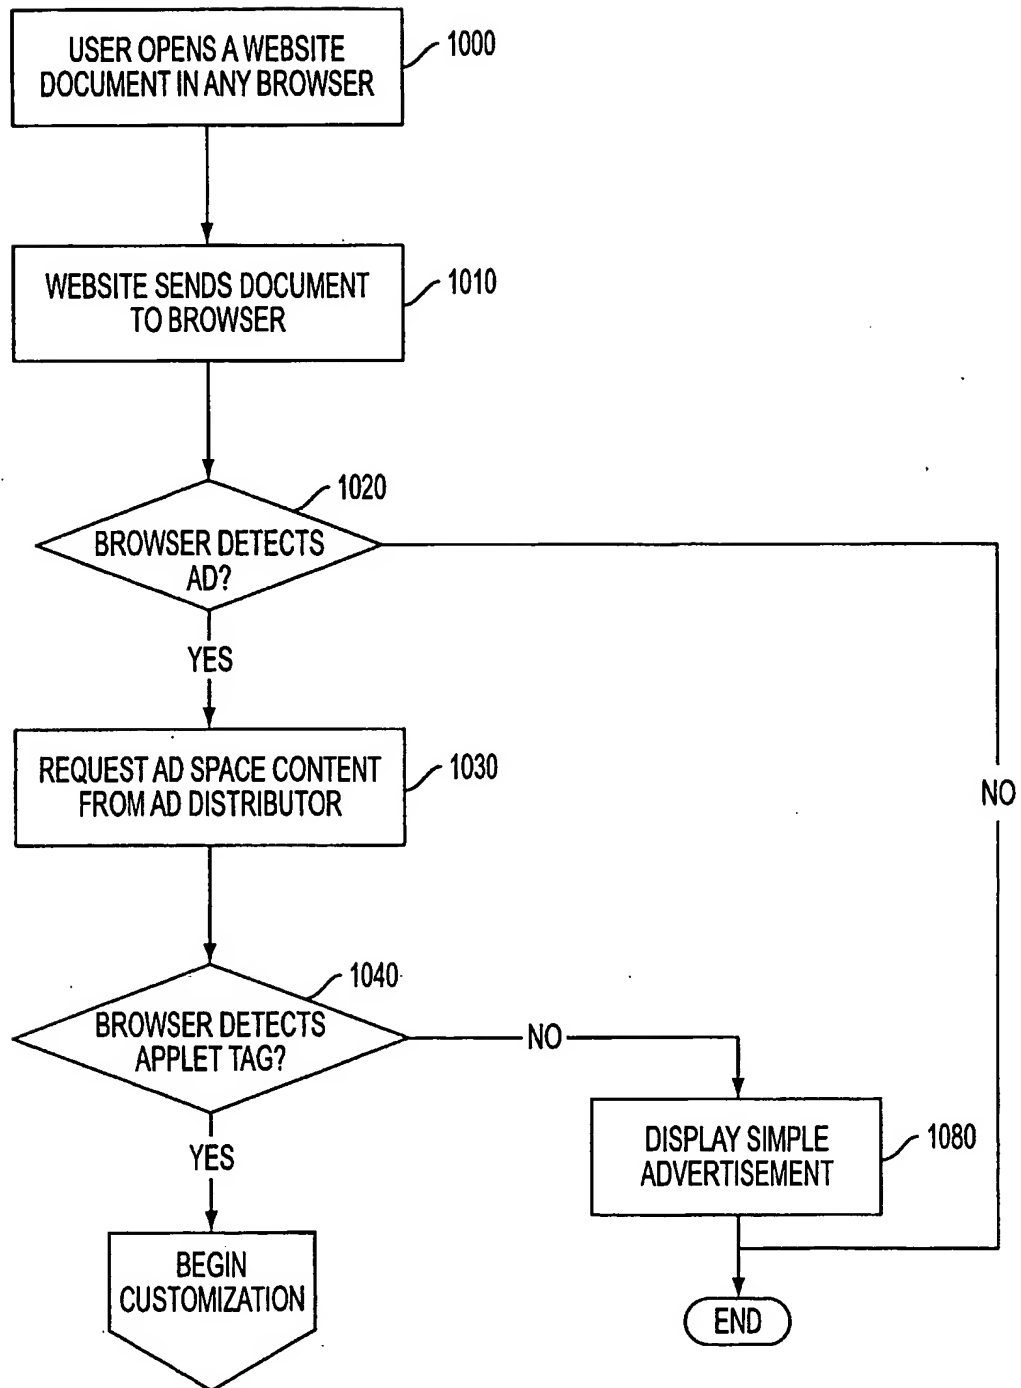 USER OPENS A WEBSITE
DOCUMENT IN ANY BROWSER
1000
WEBSITE SENDS DOCUMENT
TO BROWSER
1010
1020
BROWSER DETECTS
AD?
YES
REQUEST AD SPACE CONTENT
FROM AD DISTRIBUTOR
1030
NO
1040
BROWSER DETECTS
APPLET TAG?
NO
YES
DISPLAY SIMPLE
ADVERTISEMENT
1080
BEGIN
CUSTOMIZATION
END